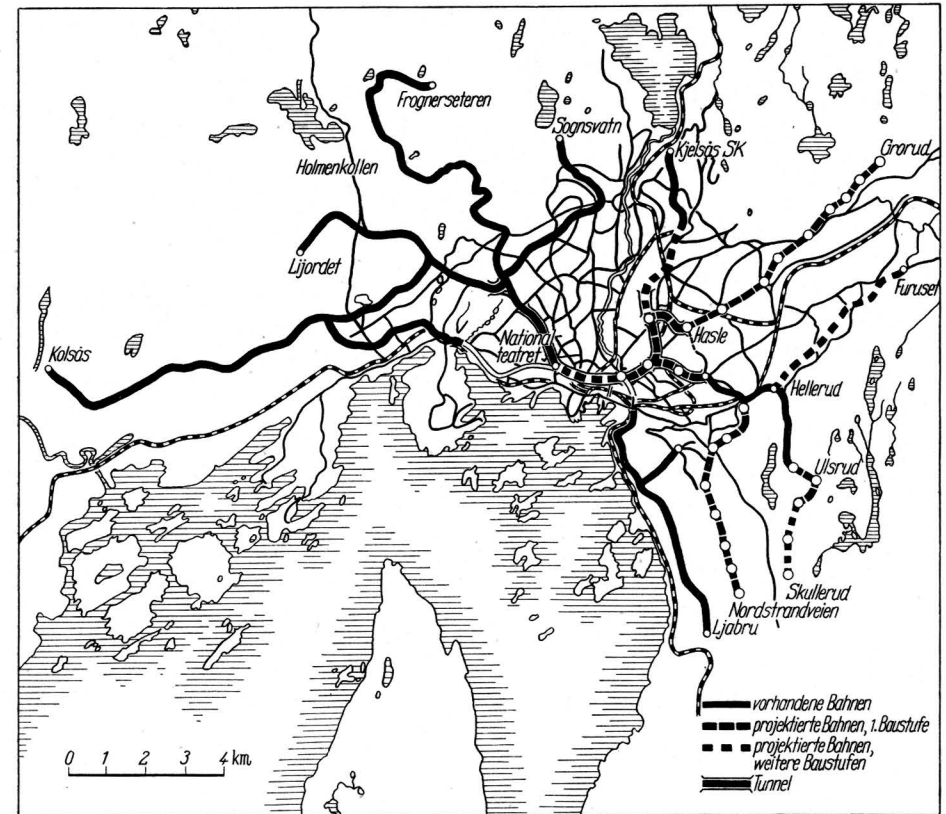 Frognerseteren
Sognsvatn
Kjelsås SK
Grorud
Holmenkollen
Lijordet
Furuset
Kolsås
National
teatret
Hasle
Hellerud
Ulsrud
Skullerud
Nordstrandveien
Ljabru
vorhandene Bahnen
projektierte Bahnen, 1. Baustufe
projektierte Bahnen,
weitere Baustufen
Tunnel
0 1 2 3 4 km